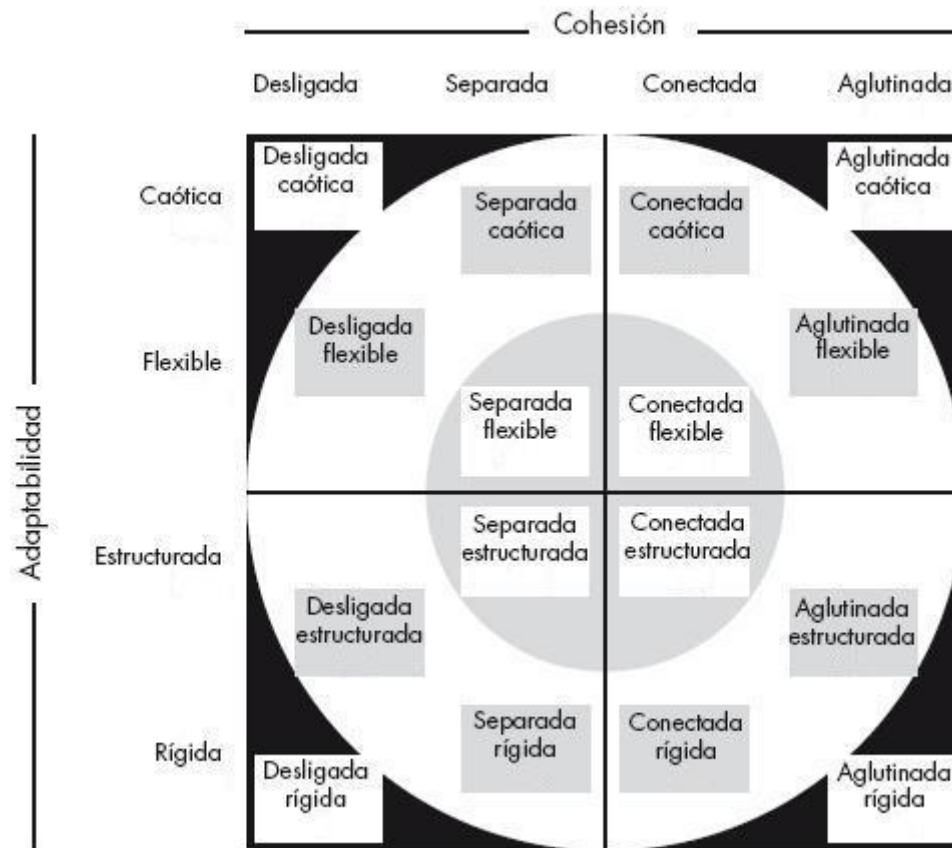 Cohesión
Desligada Separada Conectada Aglutinada
Adaptabilidad
Caótica
Desligada
caótica
Separada
caótica
Conectada
caótica
Aglutinada
caótica
Flexible
Desligada
flexible
Separada
flexible
Conectada
flexible
Aglutinada
flexible
Estructurada
Separada
estructurada
Conectada
estructurada
Desligada
estructurada
Aglutinada
estructurada
Rígida
Desligada
rígida
Separada
rígida
Conectada
rígida
Aglutinada
rígida